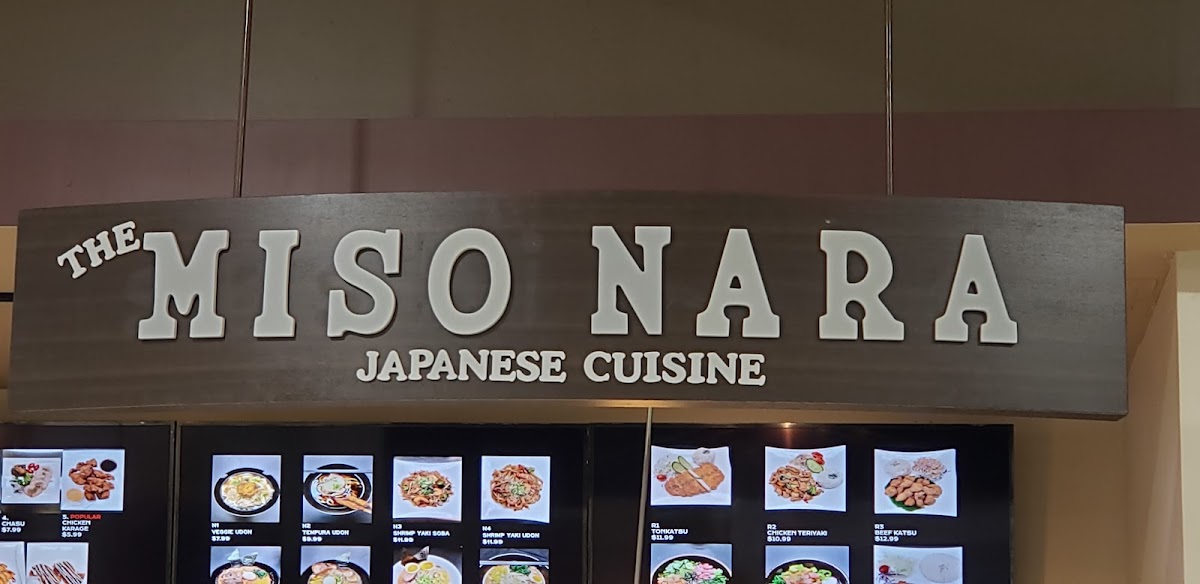 THE
MISO NARA
JAPANESE CUISINE
4.
CHASU
$7.99
5. POPULAR
CHICKEN
KARAGE
$5.99
N1
VEGGIE UDON
$7.99
N2
TEMPURA UDON
$9.99
N3
SHRIMP YAKI SOBA
$11.99
N4
SHRIMP YAKI UDON
$11.99
R1
TONKATSU
$11.99
R2
CHICKEN TERIYAKI
$10.99
R3
BEEF KATSU
$12.99